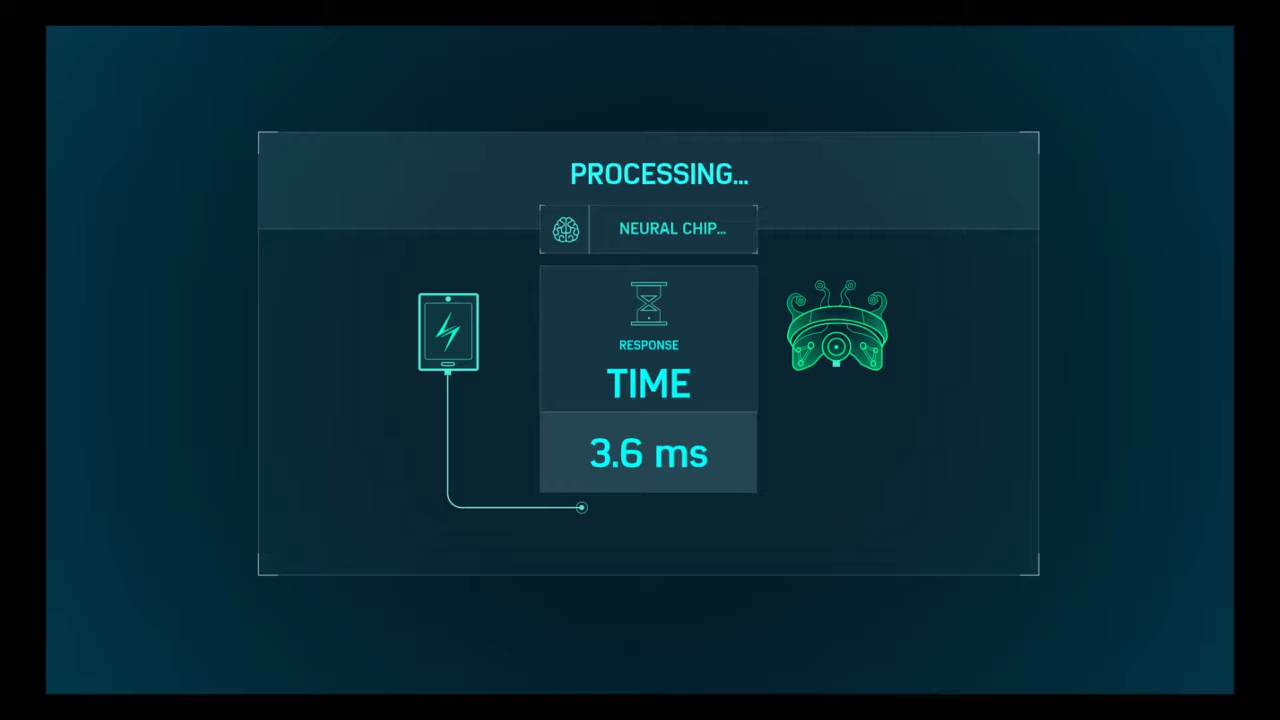 PROCESSING...
NEURAL CHIP...
RESPONSE
TIME
3.6 ms